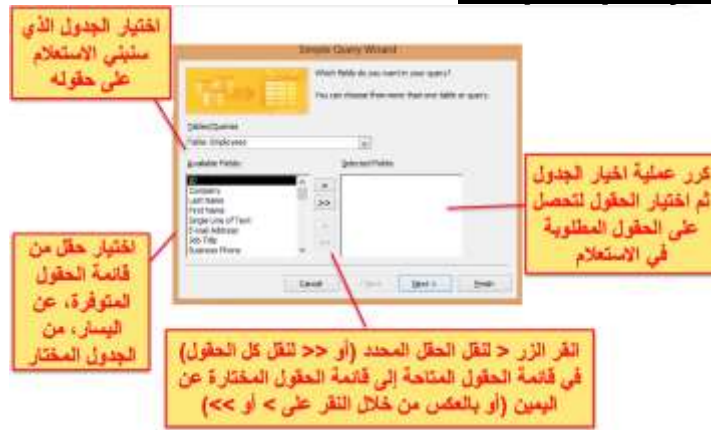 اختيار الجدول الذي
سنبني الاستعلام
على حقوله
Simple Query Wizard
Which fields do you want in your query?
You can choose from more than one table or query.
Tables/Queries
Table: Employees
Available Fields:
Selected Fields:
ID
Company
Last Name
First Name
Single Line of Text
E-mail Address
Job Title
Business Phone
>
>>
<
<<
Cancel
< Back
Next >
Finish
كرر عملية اخيار الجدول
ثم اختيار الحقول لتحصل
على الحقول المطلوبة
في الاستعلام
اختيار حقل من
قائمة الحقول
المتوفرة، عن
اليسار، من
الجدول المختار
انقر الزر < لنقل الحقل المحدد (أو << لنقل كل الحقول)
في قائمة الحقول المتاحة إلى قائمة الحقول المختارة عن
اليمين (أو بالعكس من خلال النقر على > أو >>)